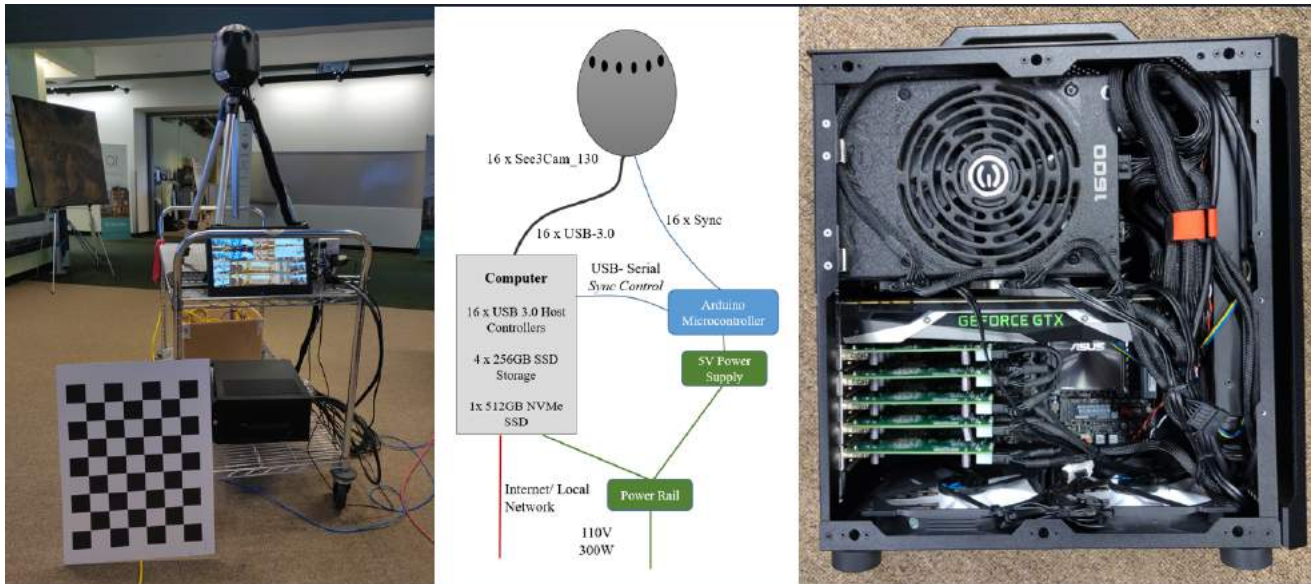 16 x See3Cam_130
16 x USB-3.0
16 x Sync
Computer
16 x USB 3.0 Host
Controllers
4 x 256GB SSD
Storage
1x 512GB NVMe
SSD
USB- Serial
Sync Control
Arduino
Microcontroller
5V Power
Supply
Power Rail
Internet/ Local
Network
110V
300W
1600
GEFORCE GTX
ASUS